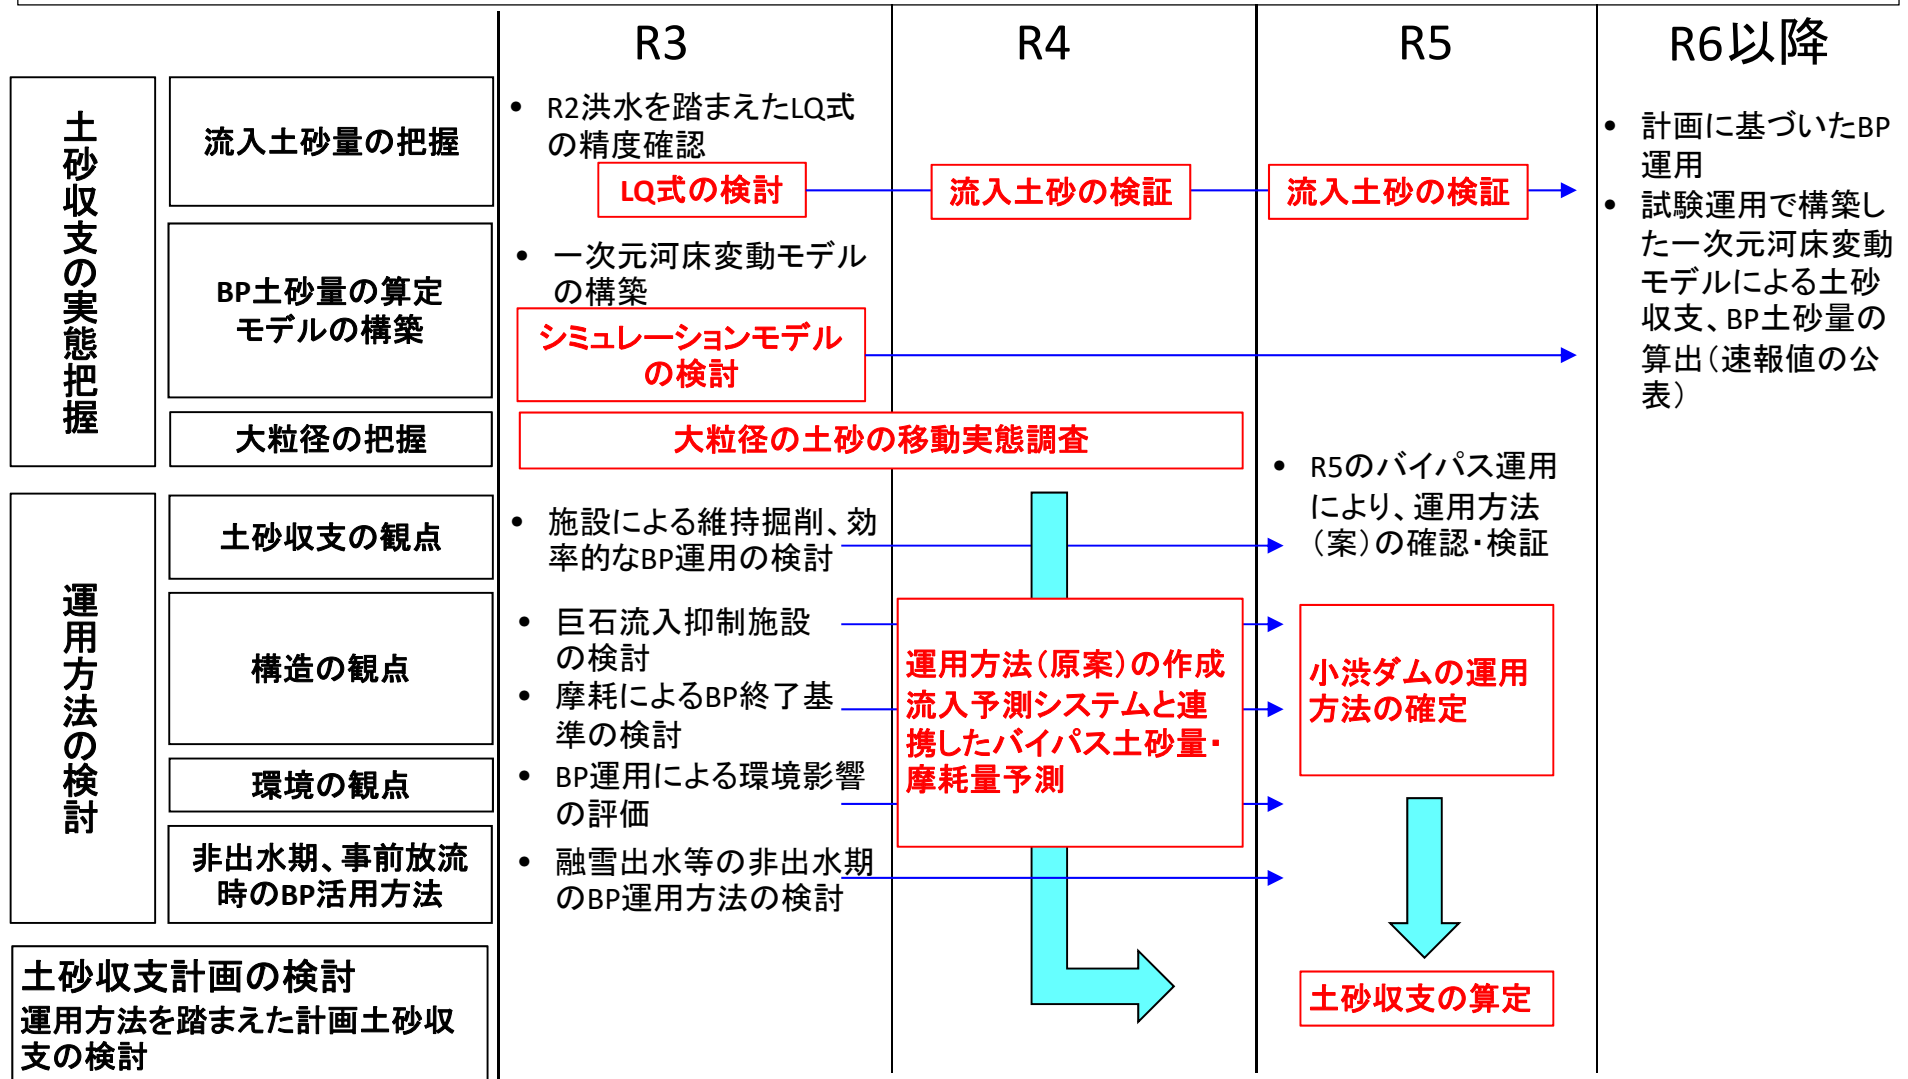 R3
R4
R5
R6以降
土砂収支の実態把握
流入土砂量の把握
• R2洪水を踏まえたLQ式
の精度確認
LQ式の検討
流入土砂の検証
流入土砂の検証
BP土砂量の算定
モデルの構築
• 一次元河床変動モデル
の構築
シミュレーションモデル
の検討
大粒径の把握
大粒径の土砂の移動実態調査
• 計画に基づいたBP
運用
• 試験運用で構築し
た一次元河床変動
モデルによる土砂
収支、BP土砂量の
算出（速報値の公
表）
運用方法の検討
土砂収支の観点
• 施設による維持掘削、効
率的なBP運用の検討
• R5のバイパス運用
により、運用方法
（案）の確認・検証
構造の観点
• 巨石流入抑制施設
の検討
• 摩耗によるBP終了基
準の検討
環境の観点
• BP運用による環境影響
の評価
非出水期、事前放流
時のBP活用方法
• 融雪出水等の非出水期
のBP運用方法の検討
運用方法（原案）の作成
流入予測システムと連
携したバイパス土砂量・
摩耗量予測
小渋ダムの運用
方法の確定
土砂収支計画の検討
運用方法を踏まえた計画土砂収
支の検討
土砂収支の算定